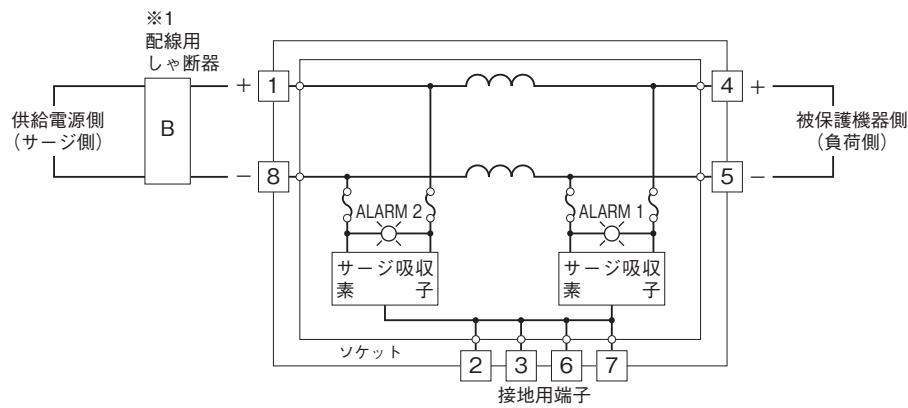 ※1
配線用
しゃ断器
B
供給電源側
（サージ側）
＋ 1
− 8
4 ＋
5 −
被保護機器側
（負荷側）
ALARM 2
ALARM 1
サージ吸収
素 子
サージ吸収
素 子
ソケット
2 3 6 7
接地用端子